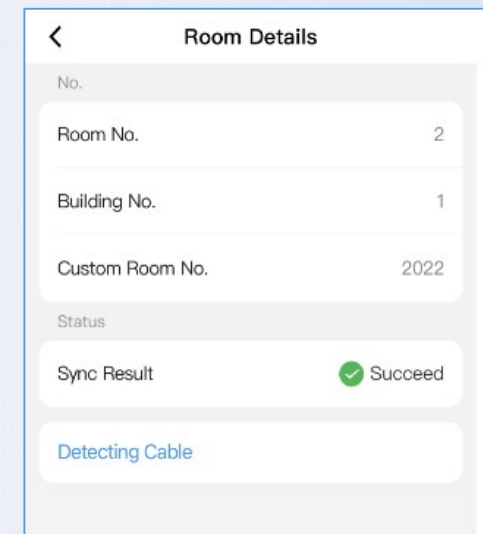 Room Details
No.
Room No. 2
Building No. 1
Custom Room No. 2022
Status
Sync Result Succeed
Detecting Cable